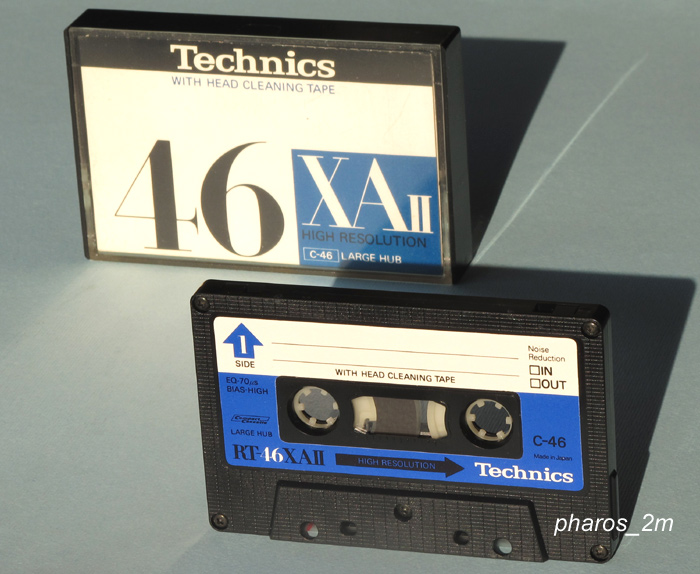 Technics
WITH HEAD CLEANING TAPE
46
XAII
HIGH RESOLUTION
C-46 LARGE HUB
1
SIDE
Noise
Reduction
IN
OUT
WITH HEAD CLEANING TAPE
EQ-70μs
BIAS-HIGH
Compact
Cassette
LARGE HUB
C-46
Made in Japan
RT-46XAII
HIGH RESOLUTION
Technics
pharos_2m